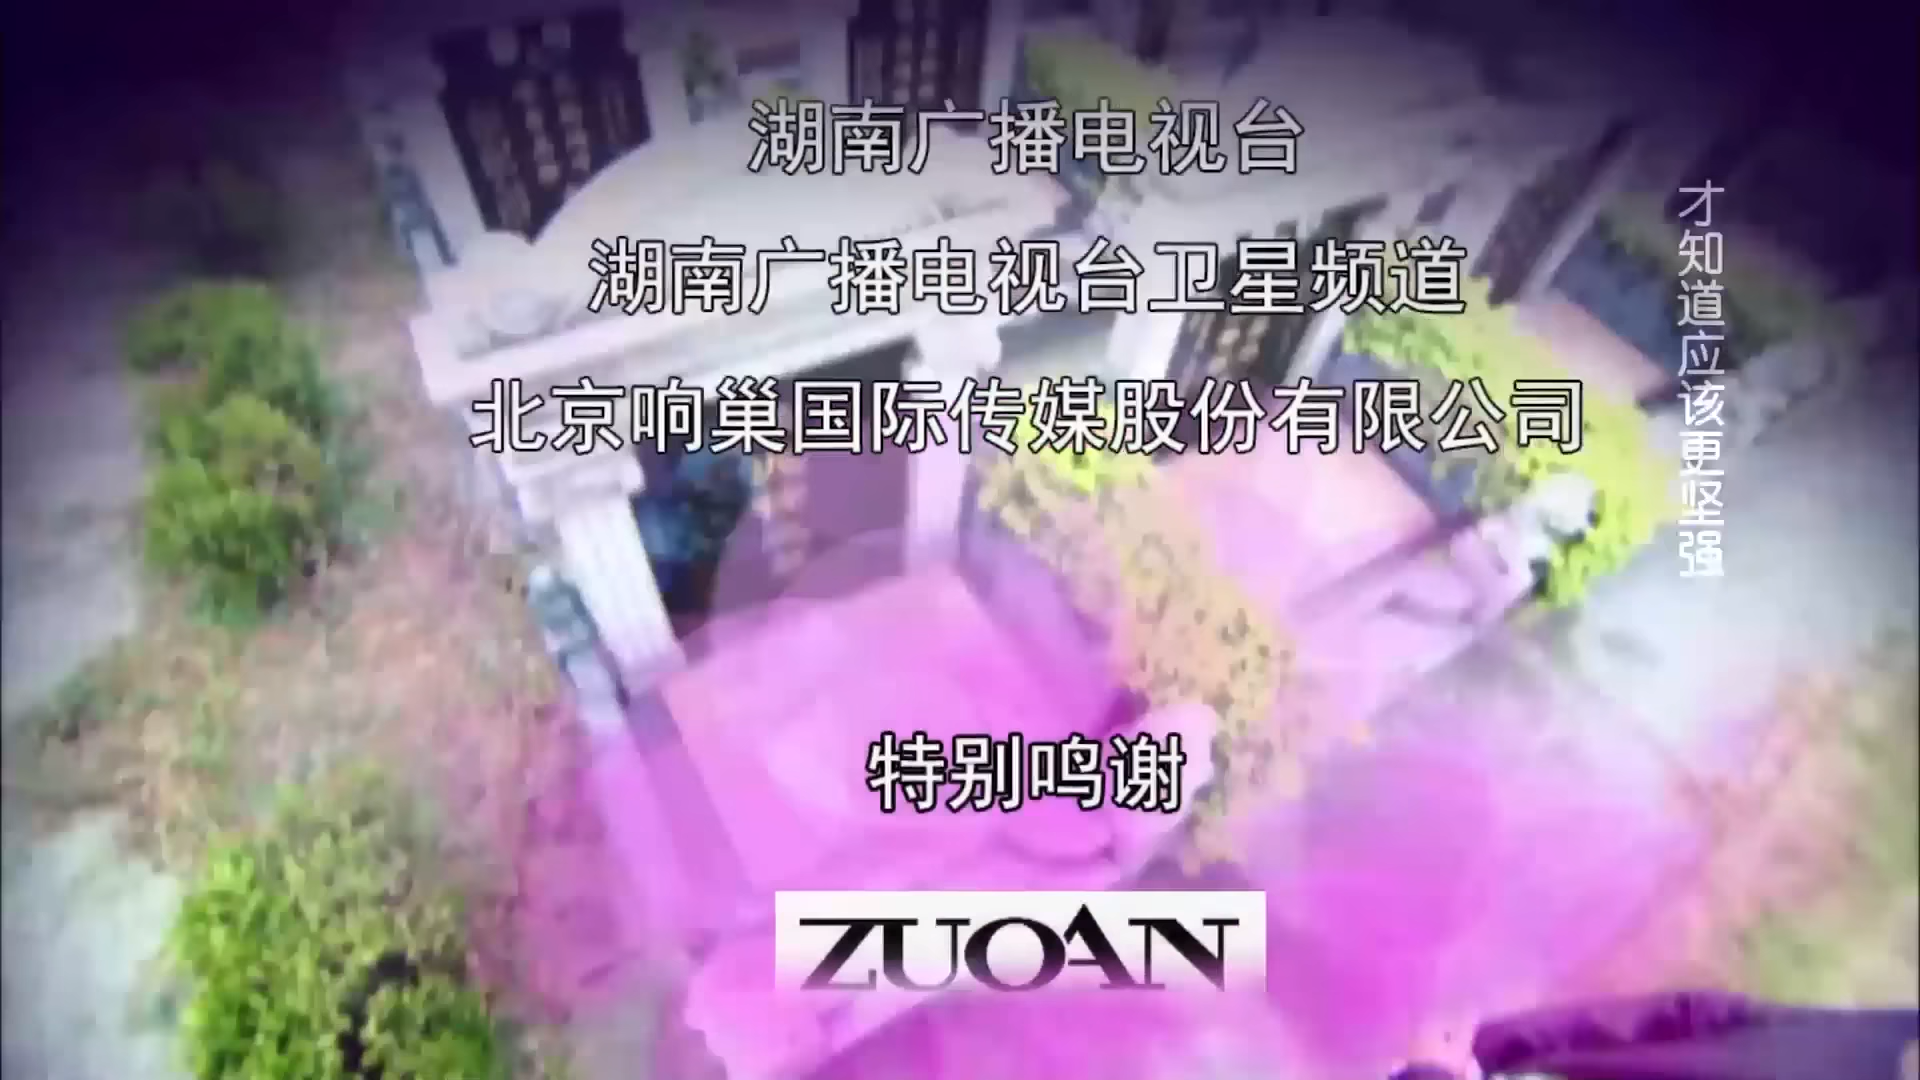 湖南广播电视台
湖南广播电视台卫星频道
北京响巢国际传媒股份有限公司
才知道应该更坚强
特别鸣谢
ZUOAN